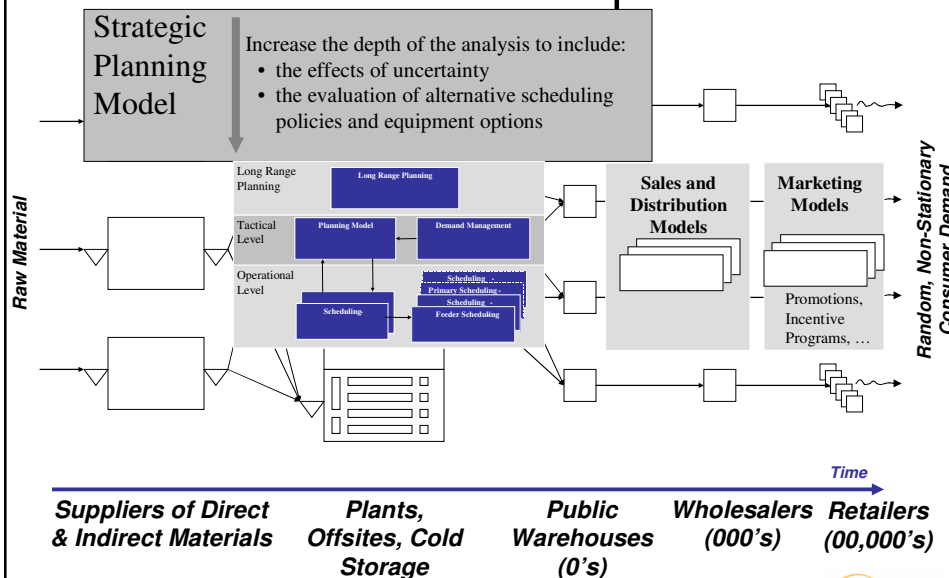 Strategic
Planning
Model
Increase the depth of the analysis to include:
• the effects of uncertainty
• the evaluation of alternative scheduling
policies and equipment options
Raw Material
Long Range
Planning
Long Range Planning
Tactical
Level
Planning Model
Demand Management
Operational
Level
Scheduling-
Scheduling -
Primary Scheduling -
Scheduling -
Feeder Scheduling
Sales and
Distribution
Models
Marketing
Models
Promotions,
Incentive
Programs, …
Random, Non-Stationary
Consumer Demand
Time
Suppliers of Direct
& Indirect Materials
Plants,
Offsites, Cold
Storage
Public
Warehouses
(0's)
Wholesalers
(000's)
Retailers
(00,000's)